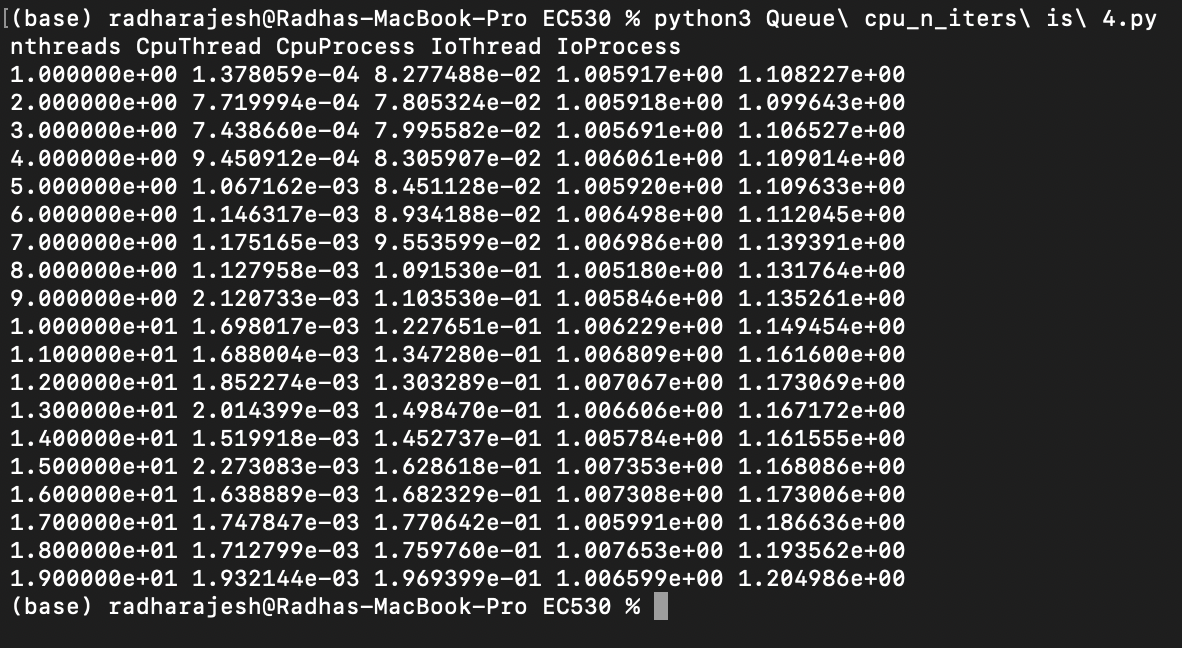 [(base) radharajesh@Radhas-MacBook-Pro EC530 % python3 Queue\ cpu_n_iters\ is\ 4.py
nthreads CpuThread CpuProcess IoThread IoProcess
1.000000e+00 1.378059e-04 8.277488e-02 1.005917e+00 1.108227e+00
2.000000e+00 7.719994e-04 7.805324e-02 1.005918e+00 1.099643e+00
3.000000e+00 7.438660e-04 7.995582e-02 1.005691e+00 1.106527e+00
4.000000e+00 9.450912e-04 8.305907e-02 1.006061e+00 1.109014e+00
5.000000e+00 1.067162e-03 8.451128e-02 1.005920e+00 1.109633e+00
6.000000e+00 1.146317e-03 8.934188e-02 1.006498e+00 1.112045e+00
7.000000e+00 1.175165e-03 9.553599e-02 1.006986e+00 1.139391e+00
8.000000e+00 1.127958e-03 1.091530e-01 1.005180e+00 1.131764e+00
9.000000e+00 2.120733e-03 1.103530e-01 1.005846e+00 1.135261e+00
1.000000e+01 1.698017e-03 1.227651e-01 1.006229e+00 1.149454e+00
1.100000e+01 1.688004e-03 1.347280e-01 1.006809e+00 1.161600e+00
1.200000e+01 1.852274e-03 1.303289e-01 1.007067e+00 1.173069e+00
1.300000e+01 2.014399e-03 1.498470e-01 1.006606e+00 1.167172e+00
1.400000e+01 1.519918e-03 1.452737e-01 1.005784e+00 1.161555e+00
1.500000e+01 2.273083e-03 1.628618e-01 1.007353e+00 1.168086e+00
1.600000e+01 1.638889e-03 1.682329e-01 1.007308e+00 1.173006e+00
1.700000e+01 1.747847e-03 1.770642e-01 1.005991e+00 1.186636e+00
1.800000e+01 1.712799e-03 1.759760e-01 1.007653e+00 1.193562e+00
1.900000e+01 1.932144e-03 1.969399e-01 1.006599e+00 1.204986e+00
(base) radharajesh@Radhas-MacBook-Pro EC530 %